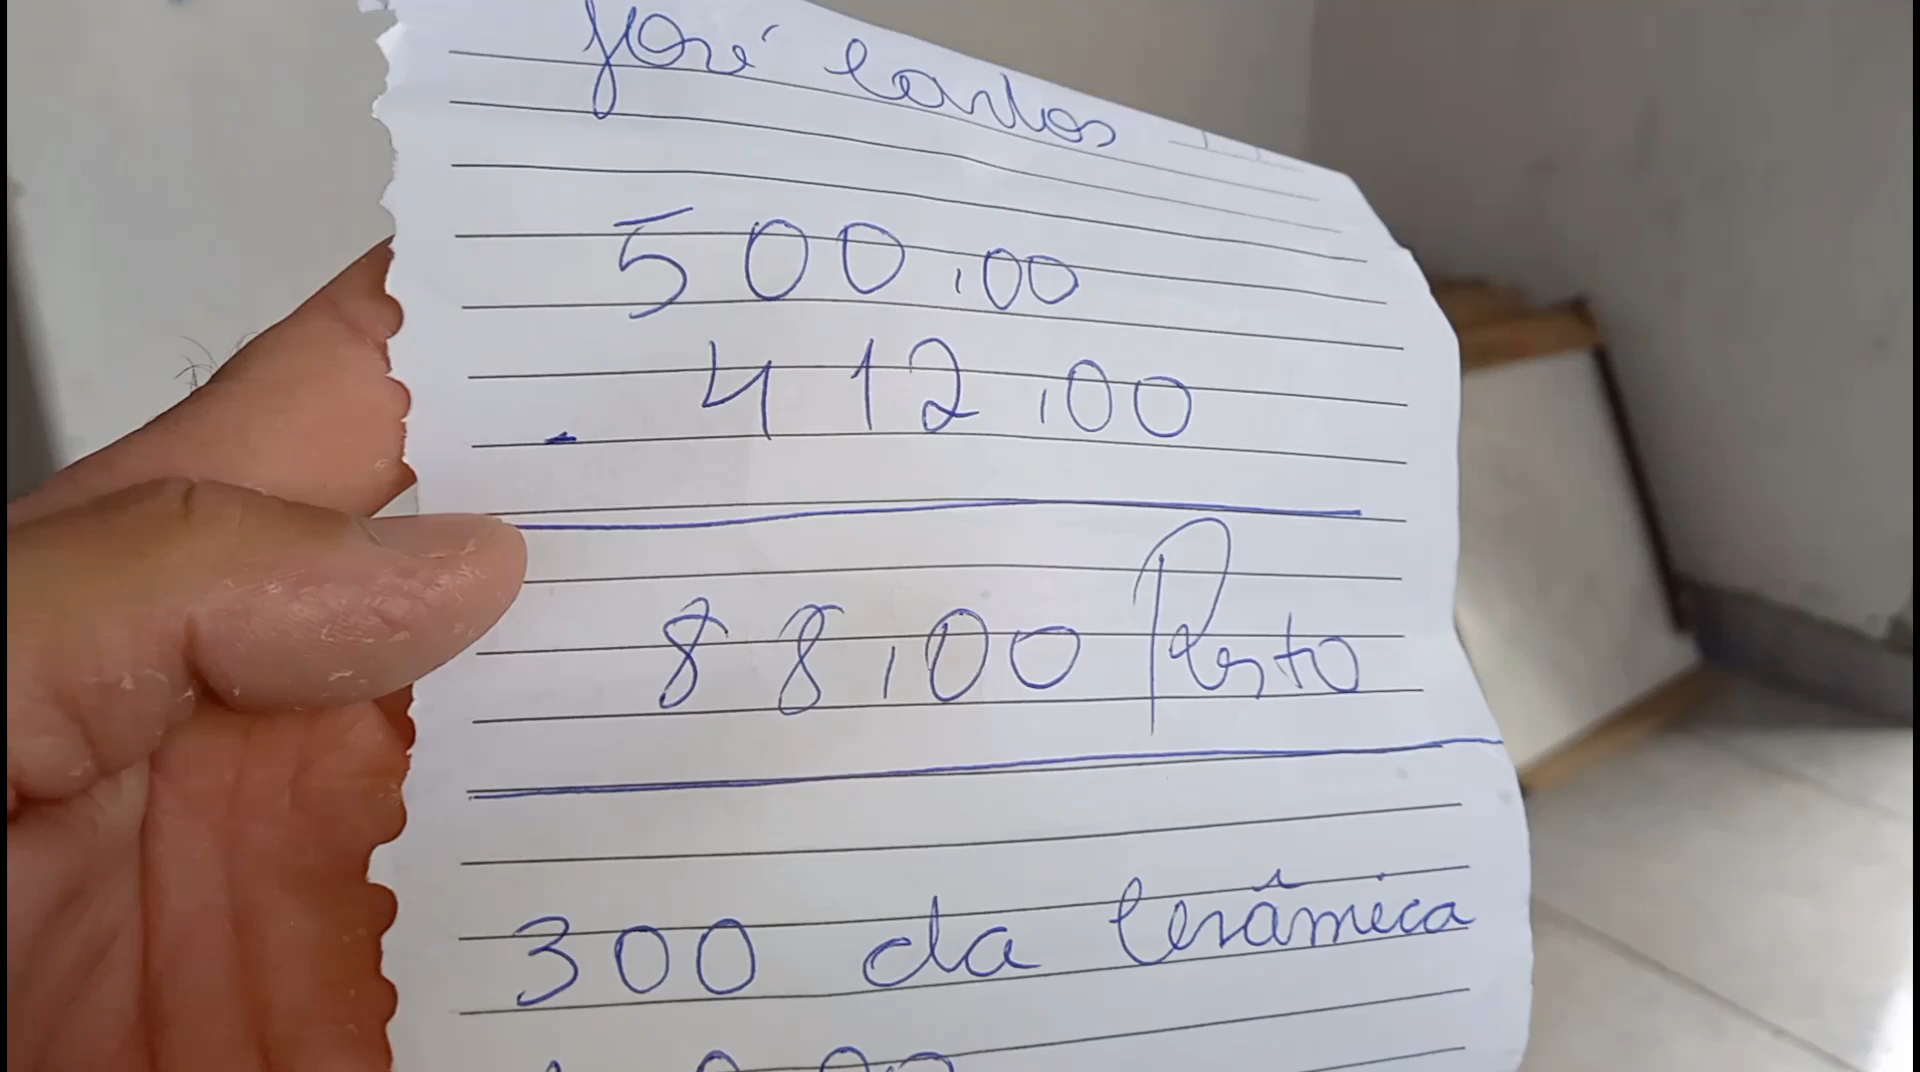 José Carlos
500,00
- 412,00
88,00 Resto
300 da Cerâmica